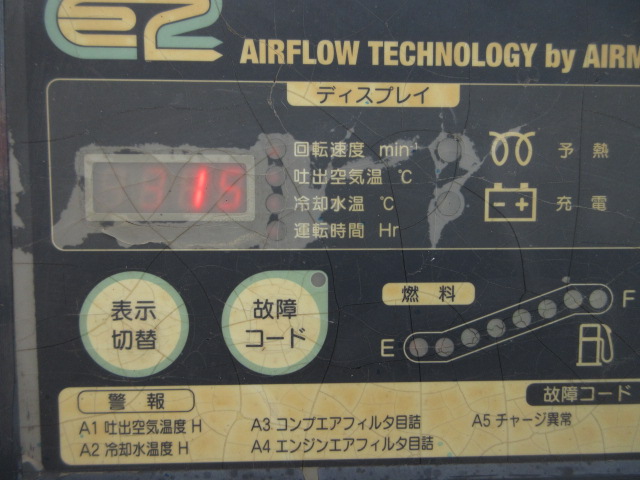 AIRFLOW TECHNOLOGY by AIRM
ディスプレイ
回転速度 min⁻¹
吐出空気温 ℃
冷却水温 ℃
運転時間 Hr
予熱
充電
表示
切替
故障
コード
燃料
E
F
警報
故障コード
A1 吐出空気温度 H
A2 冷却水温度 H
A3 コンプエアフィルタ目詰
A4 エンジンエアフィルタ目詰
A5 チャージ異常